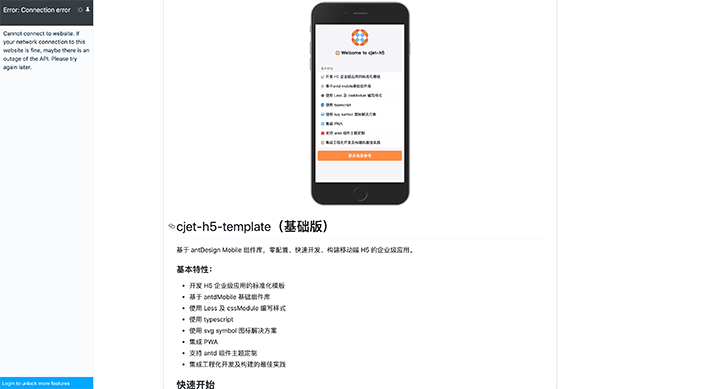 Error: Connection error
Cannot connect to website. If
your network connection to this
website is fine, maybe there is an
outage of the API. Please try
again later.
Login to unlock more features
Welcome to cjet-h5
基本特性
开发 H5 企业级应用的标准化模板
基于antd mobile基础组件库
使用 Less 及 cssModule 编写样式
使用 typescript
使用 svg symbol 图标解决方案
集成 PWA
支持 antd 组件主题定制
集成工程化开发及构建的最佳实践
cjet-h5-template（基础版）
基于 antDesign Mobile 组件库，零配置、快速开发、构建移动端 H5 的企业级应用。
基本特性：
开发 H5 企业级应用的标准化模板
基于 antdMobile 基础组件库
使用 Less 及 cssModule 编写样式
使用 typescript
使用 svg symbol 图标解决方案
集成 PWA
支持 antd 组件主题定制
集成工程化开发及构建的最佳实践
快速开始